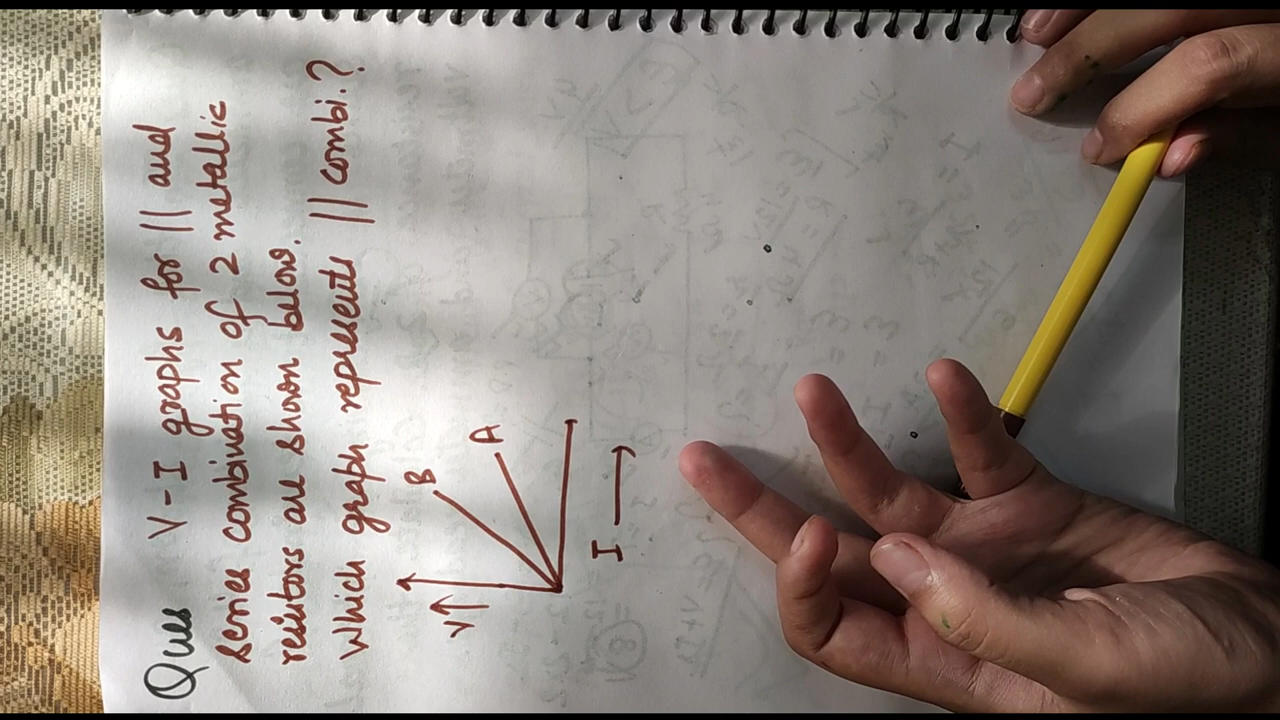 Ques V-I graphs for || and
series combination of 2 metallic
resistors are shown below.
Which graph represents || combi.?
V
B
A
I